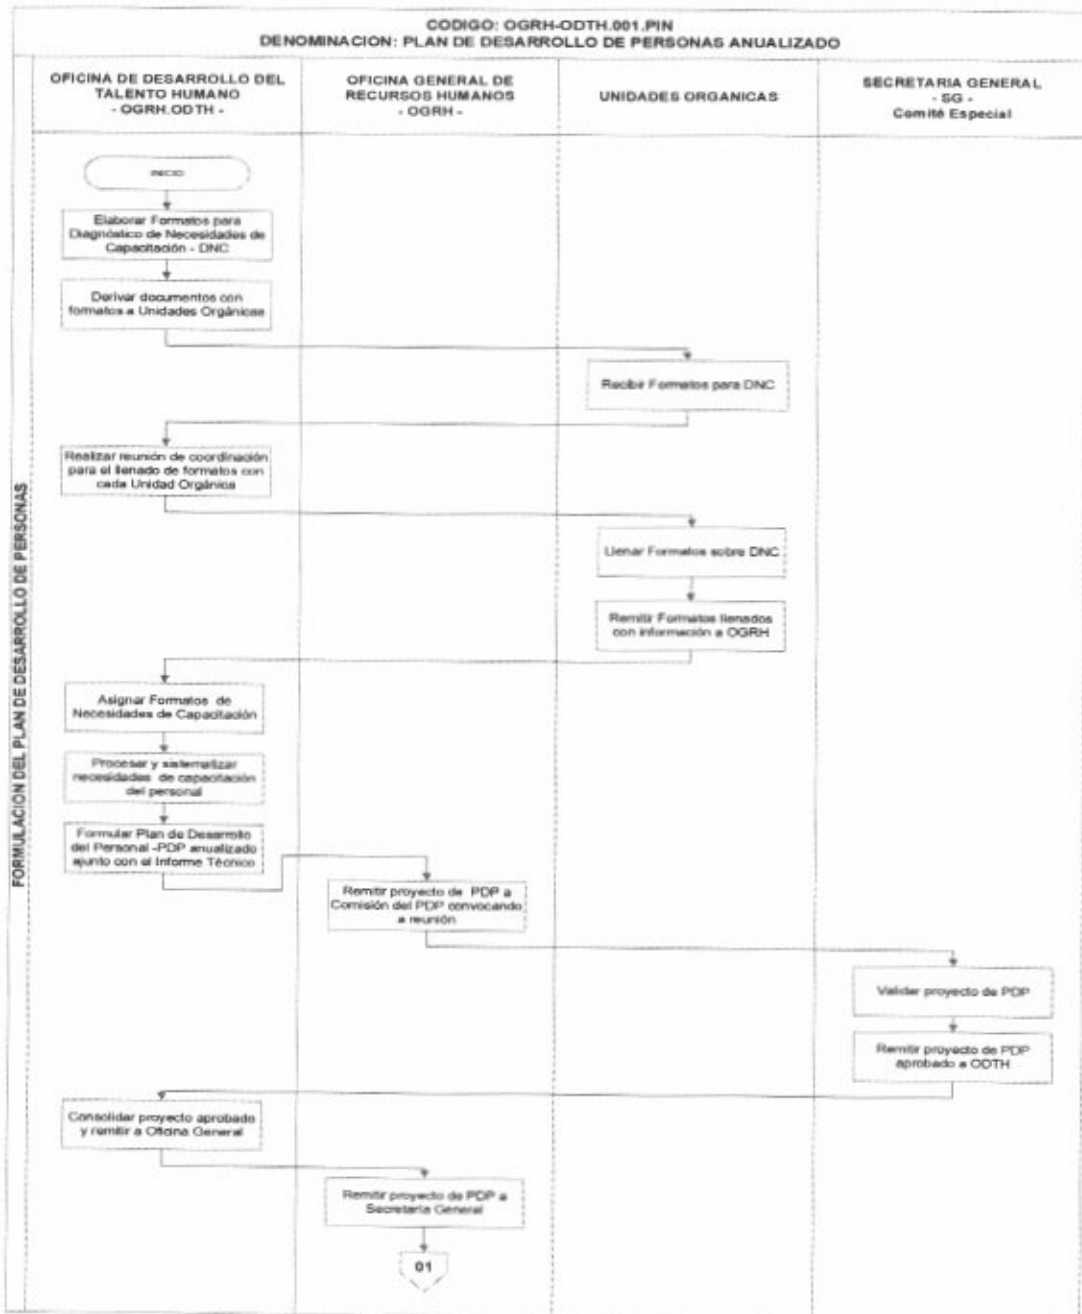 CODIGO: OGRH-ODTH.001.PIN
DENOMINACION: PLAN DE DESARROLLO DE PERSONAS ANUALIZADO
OFICINA DE DESARROLLO DEL
TALENTO HUMANO
- OGRH.ODTH -
OFICINA GENERAL DE
RECURSOS HUMANOS
- OGRH -
UNIDADES ORGANICAS
SECRETARIA GENERAL
- SG -
Comité Especial
FORMULACION DEL PLAN DE DESARROLLO DE PERSONAS
INICIO
Elaborar Formatos para
Diagnóstico de Necesidades de
Capacitación - DNC
Derivar documentos con
formatos a Unidades Orgánicas
Recibir Formatos para DNC
Realizar reunión de coordinación
para el llenado de formatos con
cada Unidad Orgánica
Llenar Formatos sobre DNC
Remitir Formatos llenados
con información a OGRH
Asignar Formatos de
Necesidades de Capacitación
Procesar y sistematizar
necesidades de capacitación
del personal
Formular Plan de Desarrollo
del Personal -PDP anualizado
ajunto con el Informe Técnico
Remitir proyecto de PDP a
Comisión del PDP convocando
a reunión
Validar proyecto de PDP
Remitir proyecto de PDP
aprobado a ODTH
Consolidar proyecto aprobado
y remitir a Oficina General
Remitir proyecto de PDP a
Secretaría General
01